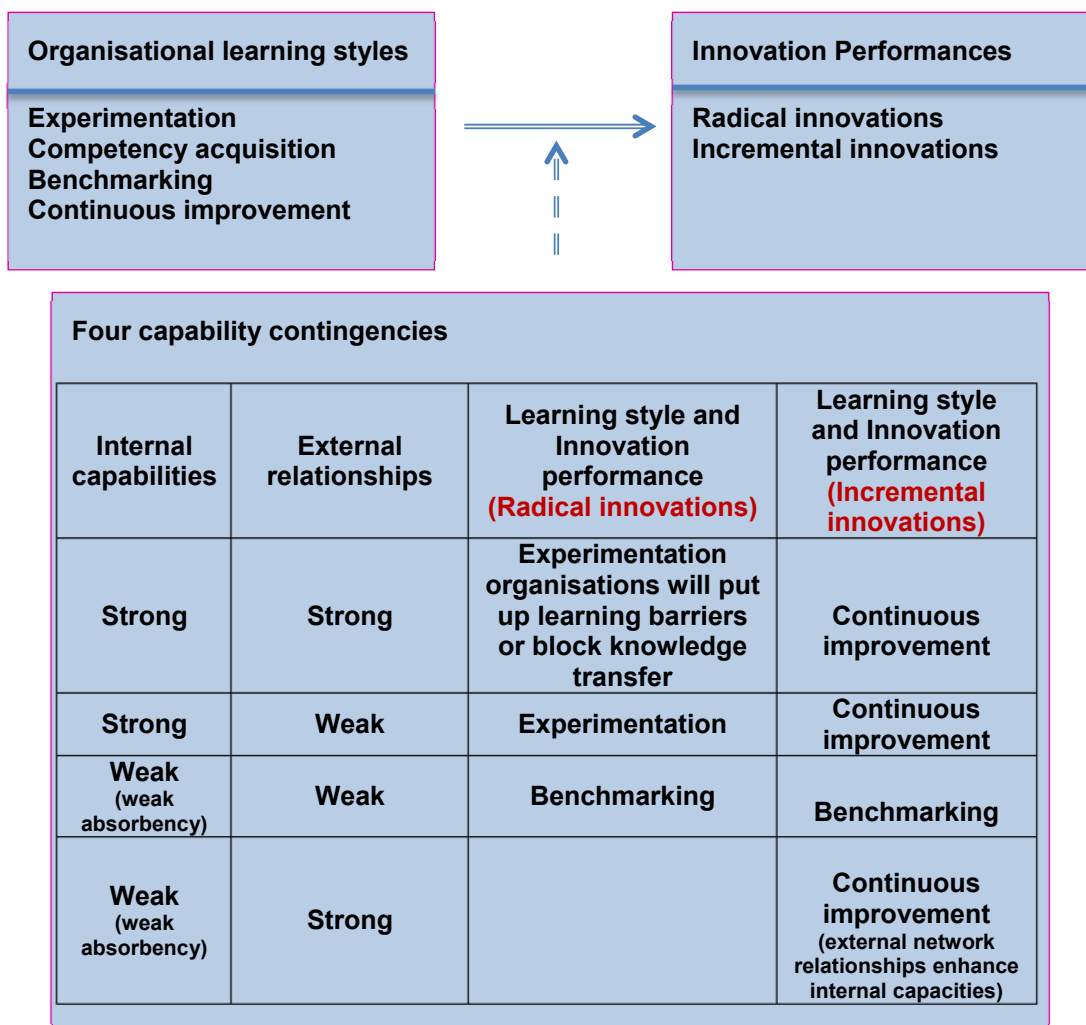 Organisational learning styles
Experimentation
Competency acquisition
Benchmarking
Continuous improvement
Innovation Performances
Radical innovations
Incremental innovations
Four capability contingencies
Internal
capabilities
External
relationships
Learning style and
Innovation
performance
(Radical innovations)
Learning style
and Innovation
performance
(Incremental
innovations)
Strong
Strong
Experimentation
organisations will put
up learning barriers
or block knowledge
transfer
Continuous
improvement
Strong
Weak
Experimentation
Continuous
improvement
Weak
(weak
absorbency)
Weak
Benchmarking
Benchmarking
Weak
(weak
absorbency)
Strong
Continuous
improvement
(external network
relationships enhance
internal capacities)